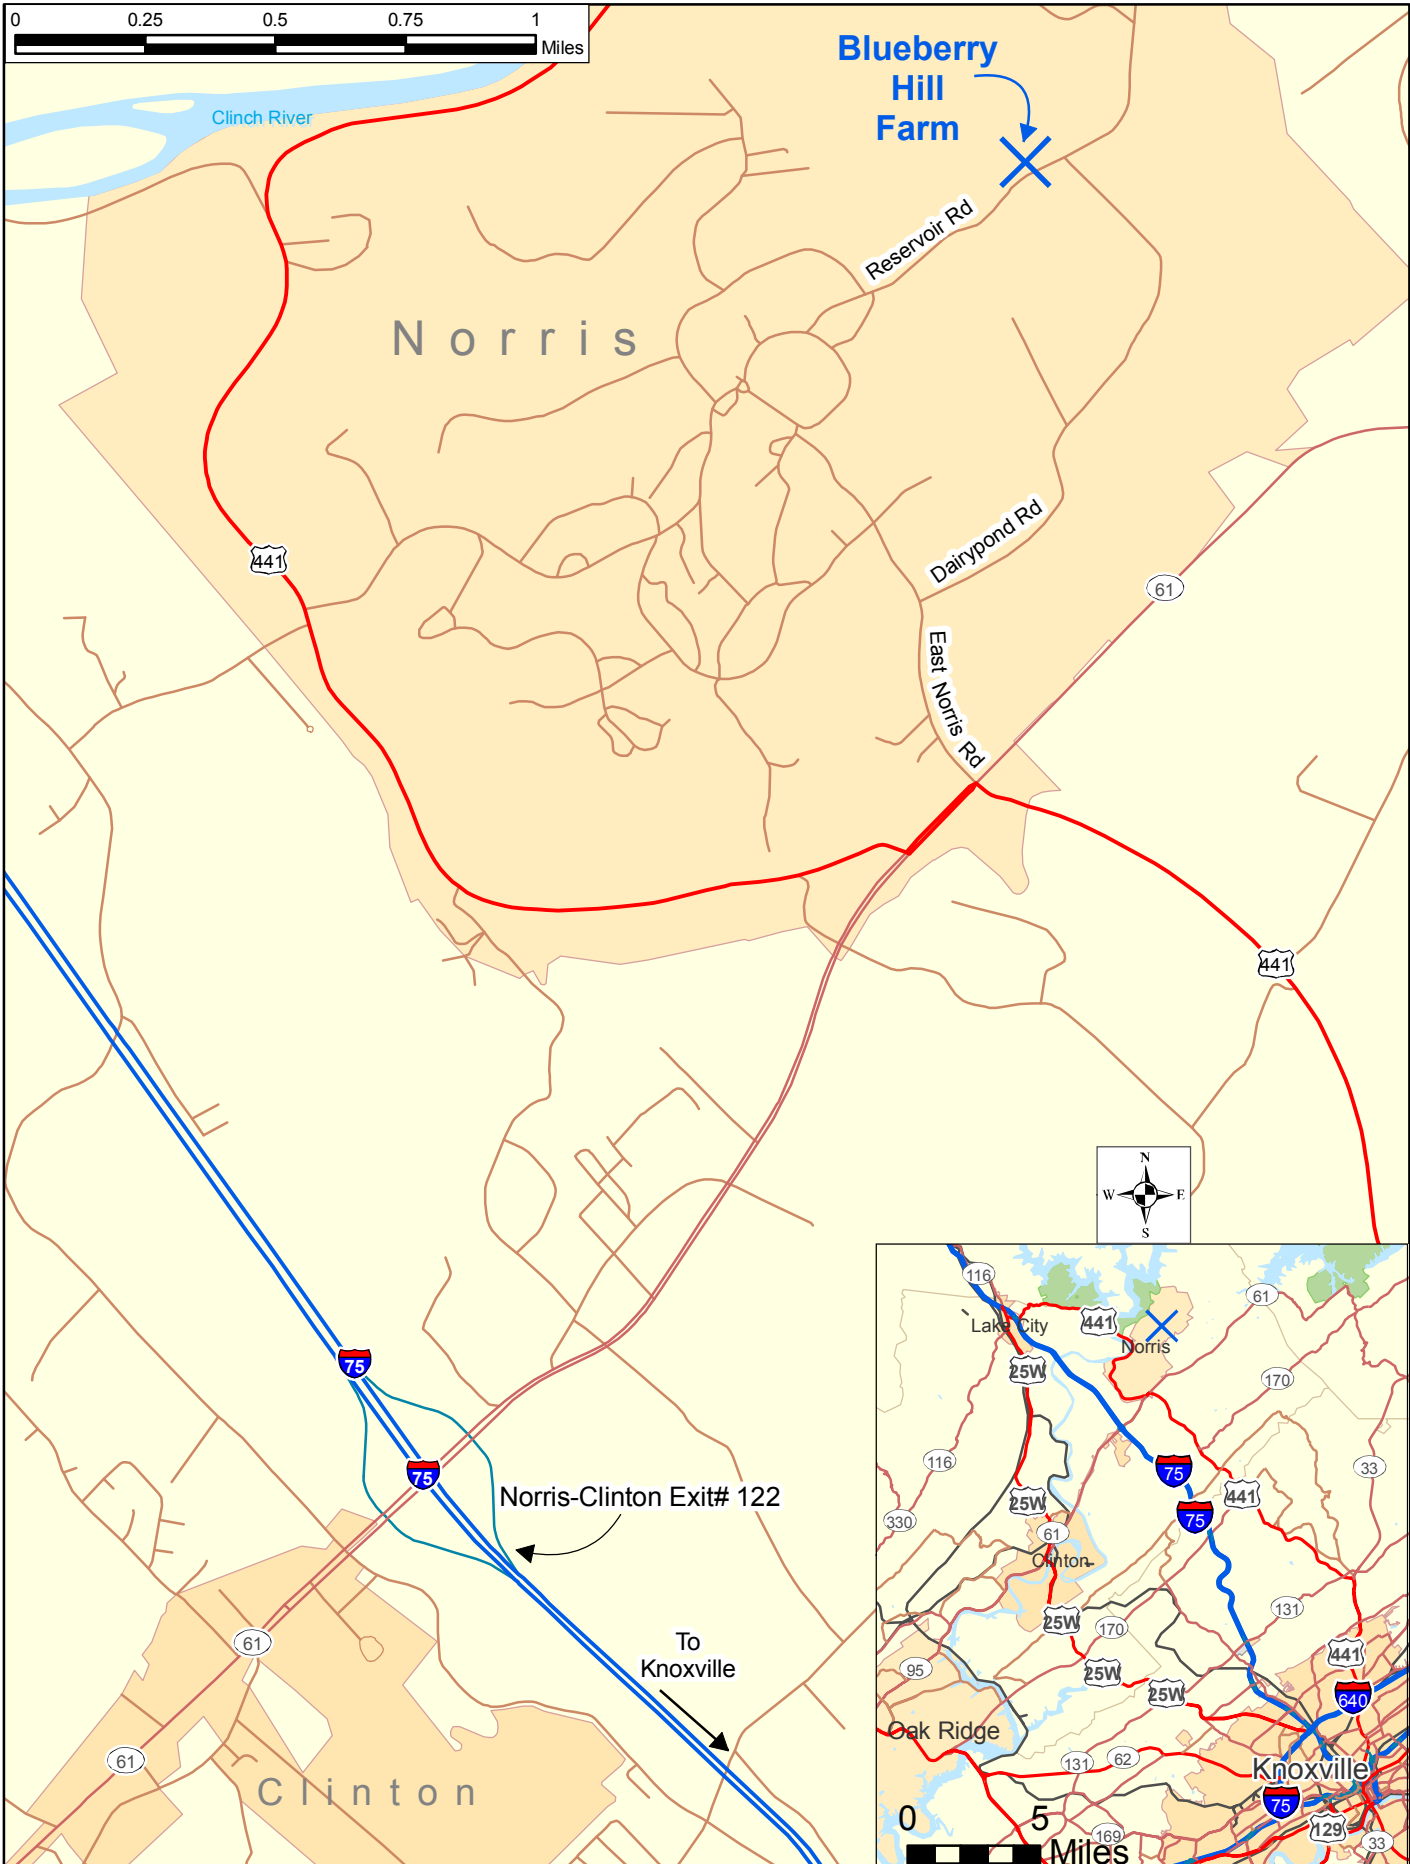 0 0.25 0.5 0.75 1
Miles
Blueberry
Hill
Farm
Clinch River
Reservoir Rd
Norris
441
Dairypond Rd
61
East Norris Rd
441
N
W E
S
75
75
Norris-Clinton Exit# 122
61
To
Knoxville
61
Clinton
116
61
Lake City
441
Norris
25W
170
116
75
33
441
25W
330
75
61
Clinton
131
25W
170
441
95
25W
25W
640
Oak Ridge
131
62
Knoxville
75
0 5
129
169
33
Miles